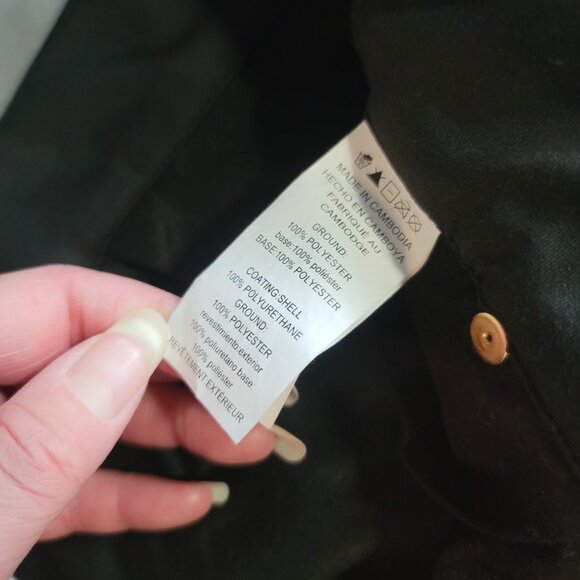 MADE IN CAMBODIA
HECHO EN CAMBOYA
FABRIQUÉ AU
CAMBODGE
GROUND:
100% POLYESTER
base:100% poliéster
BASE:100% POLYESTER
COATING SHELL
100% POLYURETHANE
GROUND:
100% POLYESTER
revestimiento exterior
100% poliuretano base:
100% poliéster
REVÊTEMENT EXTÉRIEUR